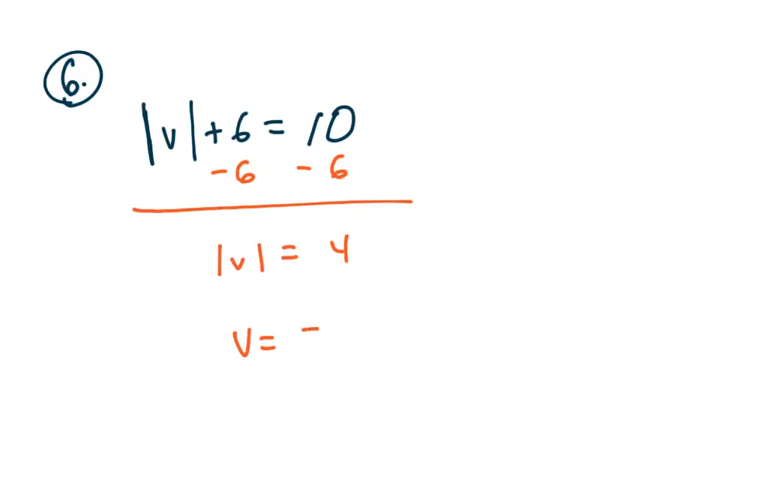 6.
|v| + 6 = 10
- 6 - 6
|v| = 4
v = -